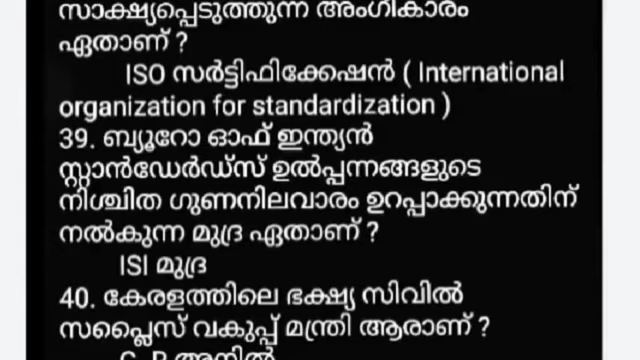 സാക്ഷ്യപ്പെടുത്തുന്ന അംഗീകാരം
ഏതാണ് ?
ISO സർട്ടിഫിക്കേഷൻ ( International
organization for standardization )
39. ബ്യൂറോ ഓഫ് ഇന്ത്യൻ
സ്റ്റാൻഡേർഡ്സ് ഉൽപ്പന്നങ്ങളുടെ
നിശ്ചിത ഗുണനിലവാരം ഉറപ്പാക്കുന്നതിന്
നൽകുന്ന മുദ്ര ഏതാണ് ?
ISI മുദ്ര
40. കേരളത്തിലെ ഭക്ഷ്യ സിവിൽ
സപ്ലൈസ് വകുപ്പ് മന്ത്രി ആരാണ് ?
അനിൽ